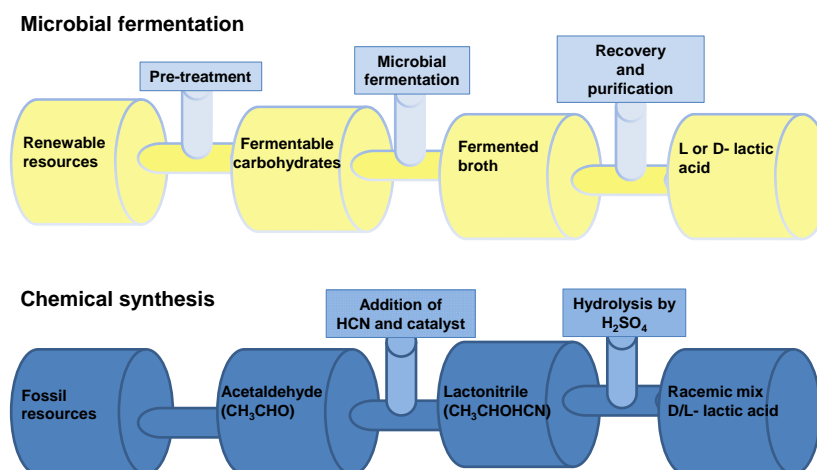 Microbial fermentation
Pre-treatment
Microbial
fermentation
Recovery
and
purification
Renewable
resources
Fermentable
carbohydrates
Fermented
broth
L or D- lactic
acid
Chemical synthesis
Addition of
HCN and catalyst
Hydrolysis by
H₂SO₄
Fossil
resources
Acetaldehyde
(CH₃CHO)
Lactonitrile
(CH₃CHOHCN)
Racemic mix
D/L- lactic acid